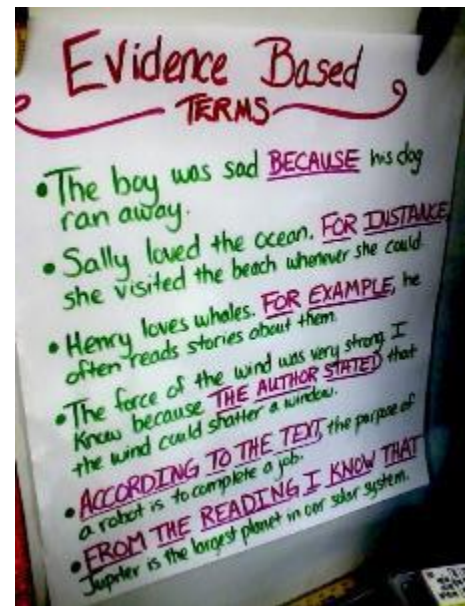 Evidence Based
TERMS
• The boy was sad BECAUSE his dog
ran away.
• Sally loved the ocean. FOR INSTANCE,
she visited the beach whenever she could.
• Henry loves whales. FOR EXAMPLE, he
often reads stories about them.
• The force of the wind was very strong. I
know because THE AUTHOR STATED that
the wind could shatter a window.
• ACCORDING TO THE TEXT, the purpose of
a robot is to complete a job.
• FROM THE READING I KNOW THAT
Jupiter is the largest planet in our solar system.